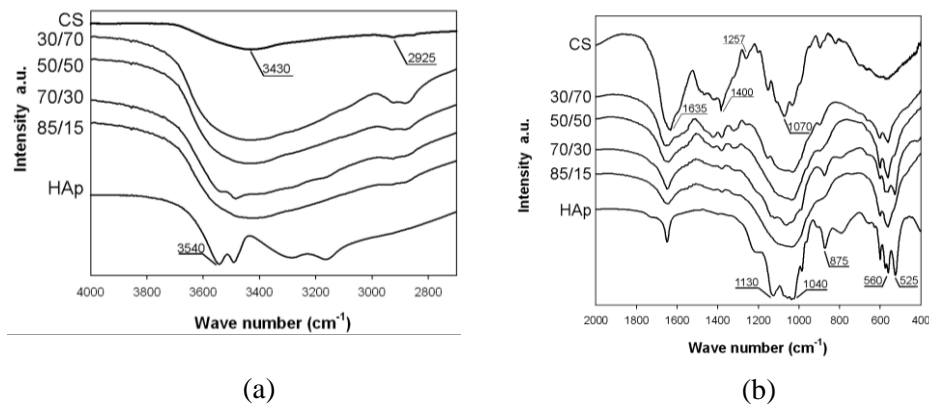 CS
30/70
50/50
70/30
85/15
HAp
Intensity a.u.
3430
2925
3540
4000 3800 3600 3400 3200 3000 2800
Wave number (cm⁻¹)
(a)
CS
30/70
50/50
70/30
85/15
HAp
Intensity a.u.
1257
1635
1400
1070
875
1130
1040
560
525
2000 1800 1600 1400 1200 1000 800 600 400
Wave number (cm⁻¹)
(b)